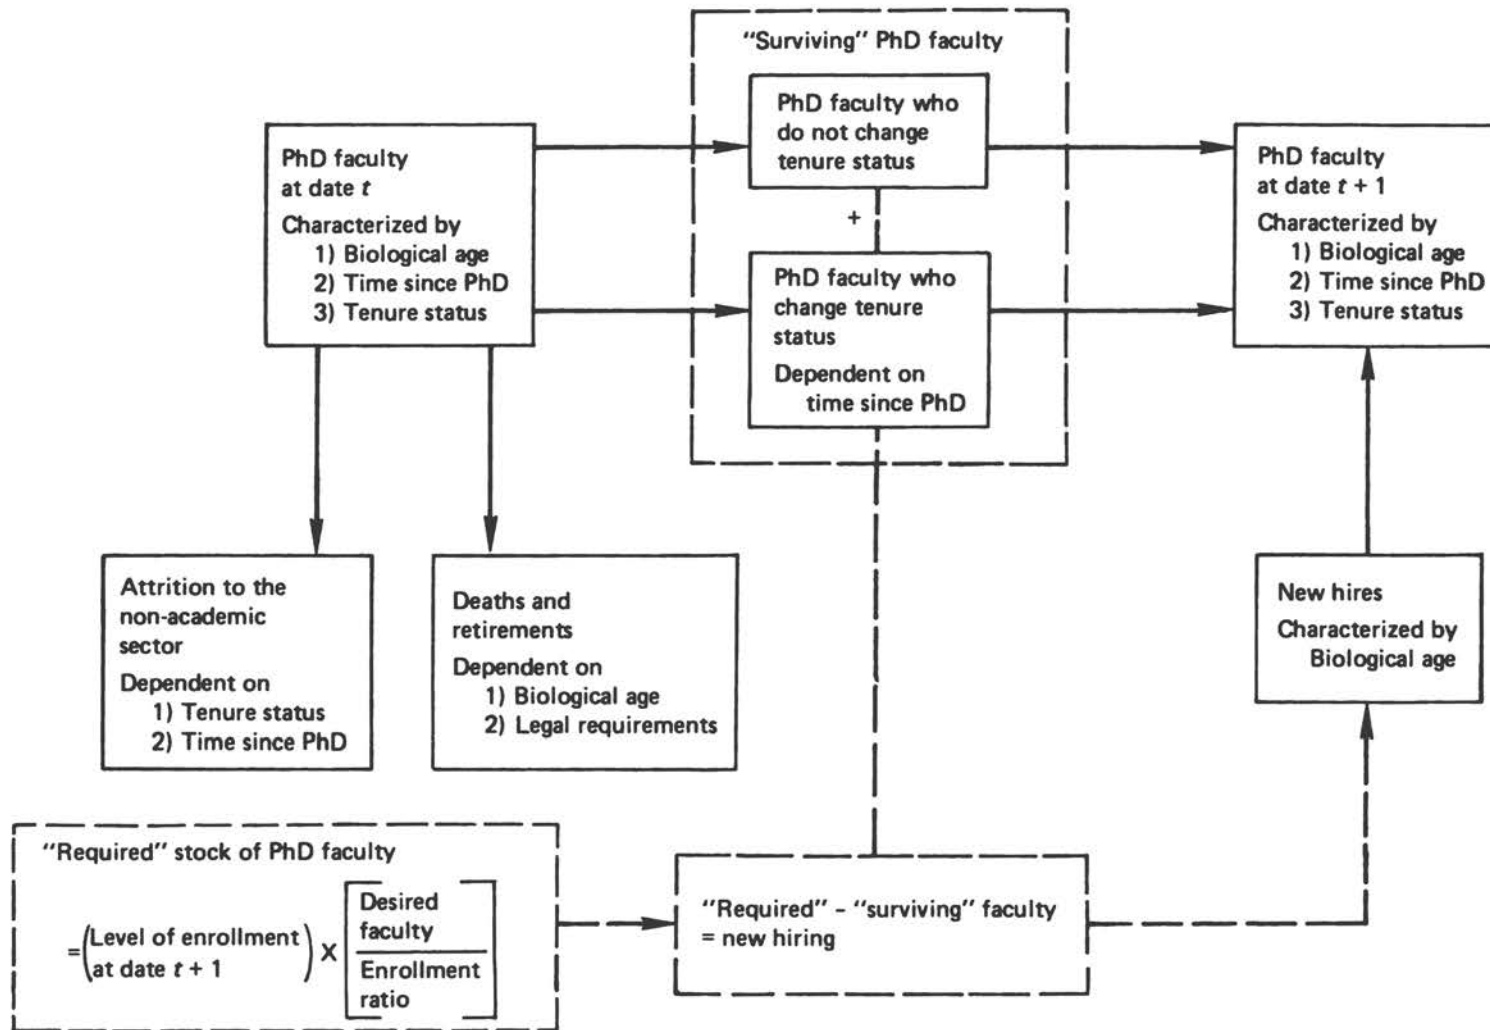 “Surviving” PhD faculty
PhD faculty who
do not change
tenure status
+
PhD faculty who
change tenure
status
Dependent on
time since PhD
PhD faculty
at date t
Characterized by
1) Biological age
2) Time since PhD
3) Tenure status
PhD faculty
at date t + 1
Characterized by
1) Biological age
2) Time since PhD
3) Tenure status
Attrition to the
non-academic
sector
Dependent on
1) Tenure status
2) Time since PhD
Deaths and
retirements
Dependent on
1) Biological age
2) Legal requirements
New hires
Characterized by
Biological age
“Required” stock of PhD faculty
= (Level of enrollment
at date t + 1) X [Desired
faculty
Enrollment
ratio]
“Required” – “surviving” faculty
= new hiring